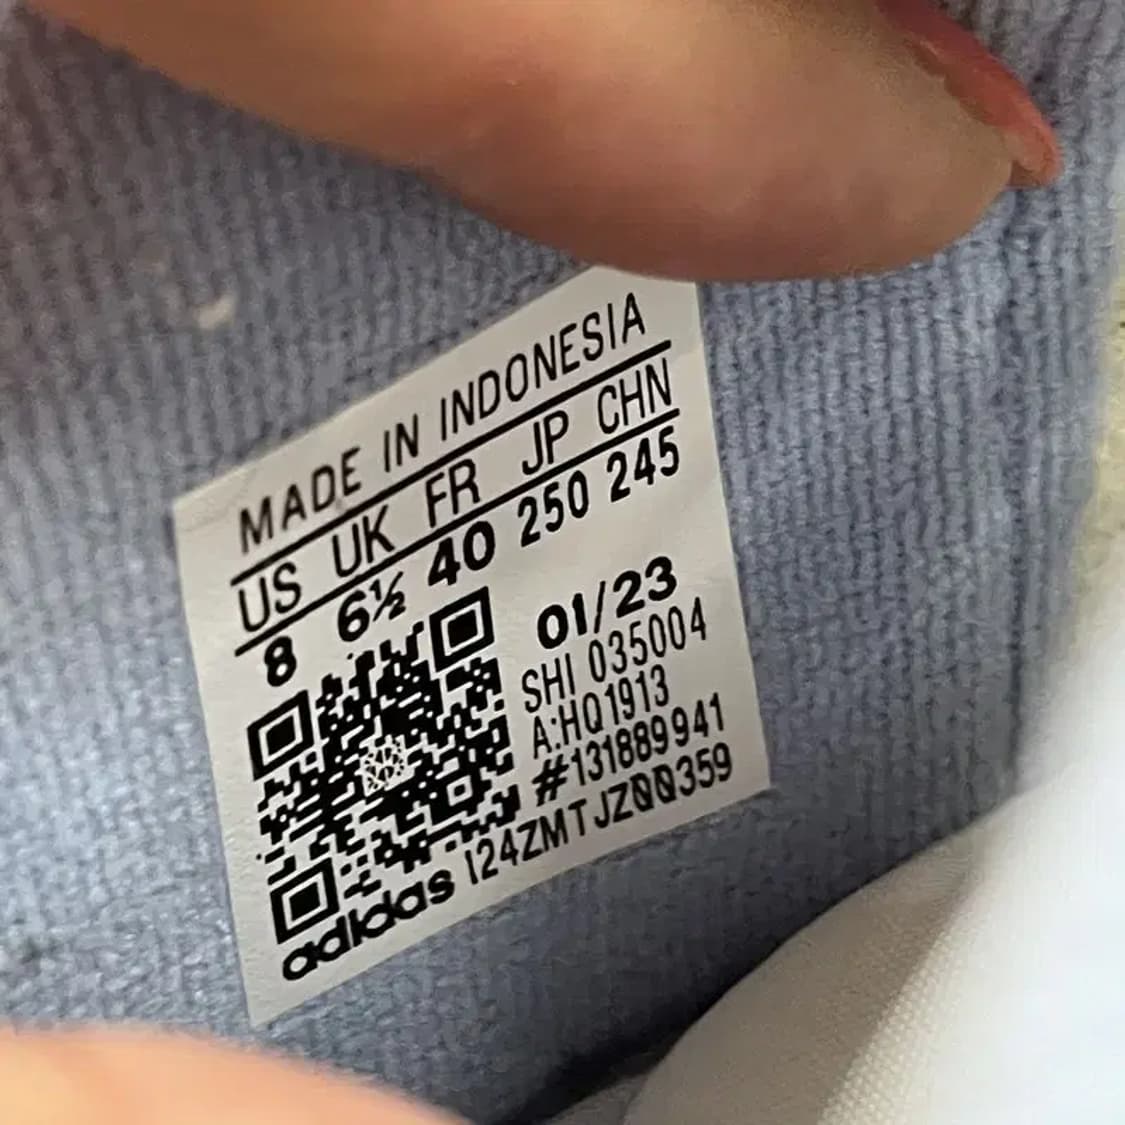 MADE IN INDONESIA
US UK FR JP CHN
8 6½ 40 250 245
01/23
SHI 035004
A:HQ1913
#131889941
adidas I24ZMTJZ00359